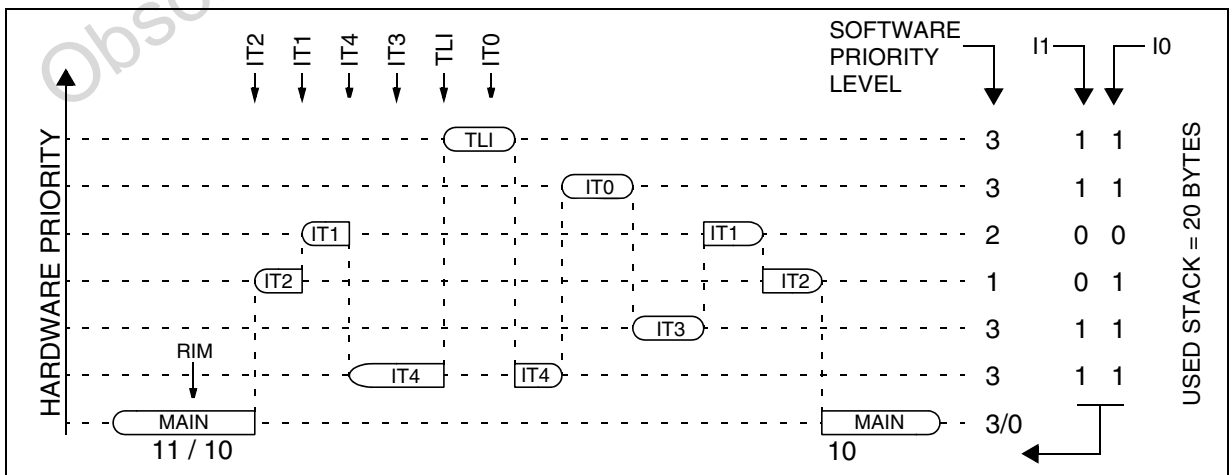 Obso
IT2
IT1
IT4
IT3
TLI
IT0
SOFTWARE
PRIORITY
LEVEL
I1
I0
HARDWARE PRIORITY
TLI
3
1 1
IT0
3
1 1
IT1
IT1
2
0 0
IT2
IT2
1
0 1
IT3
3
1 1
RIM
IT4
IT4
3
1 1
MAIN
MAIN
3/0
11 / 10
10
USED STACK = 20 BYTES